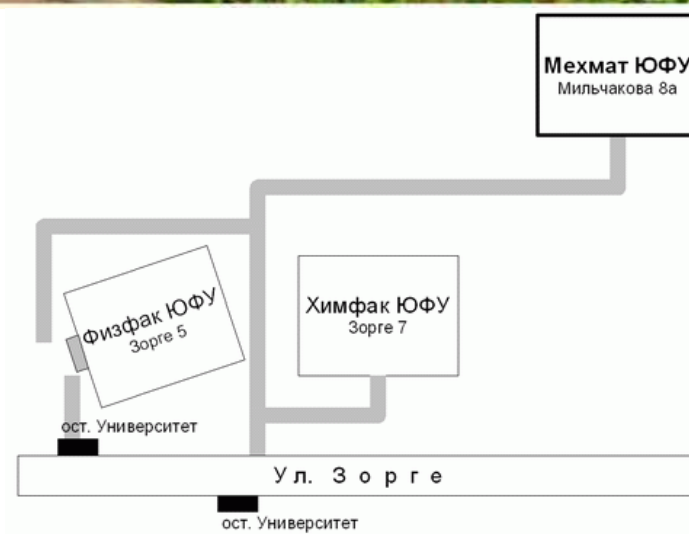 Мехмат ЮФУ
Мильчакова 8а
Физфак ЮФУ
Зорге 5
Химфак ЮФУ
Зорге 7
ост. Университет
Ул. Зорге
ост. Университет